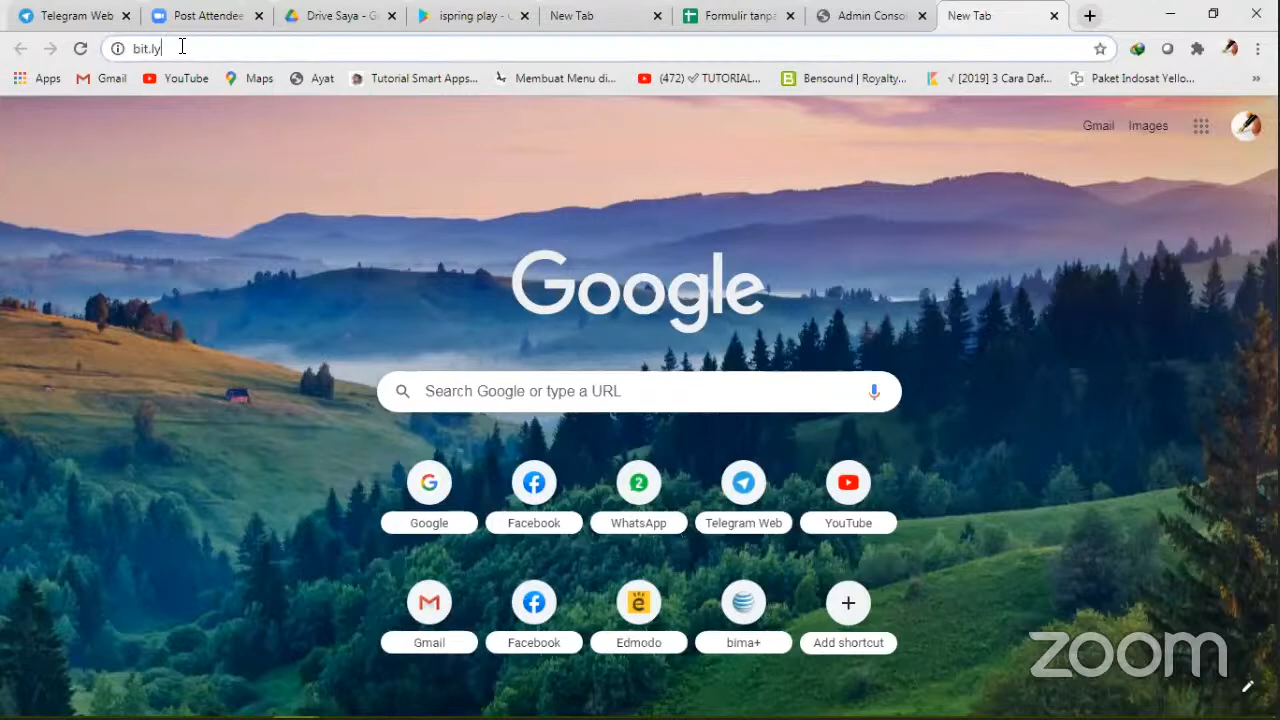 Telegram Web
Post Attendee
Drive Saya - G
ispring play -
New Tab
Formulir tanp
Admin Conso
New Tab
bit.ly
Apps
Gmail
YouTube
Maps
Ayat
Tutorial Smart Apps...
Membuat Menu di...
(472) ✅ TUTORIAL...
Bensound | Royalty...
√ [2019] 3 Cara Daf...
Paket Indosat Yello...
»
Gmail
Images
Google
Search Google or type a URL
2
Google
Facebook
WhatsApp
Telegram Web
YouTube
Gmail
Facebook
Edmodo
bima+
Add shortcut
zoom